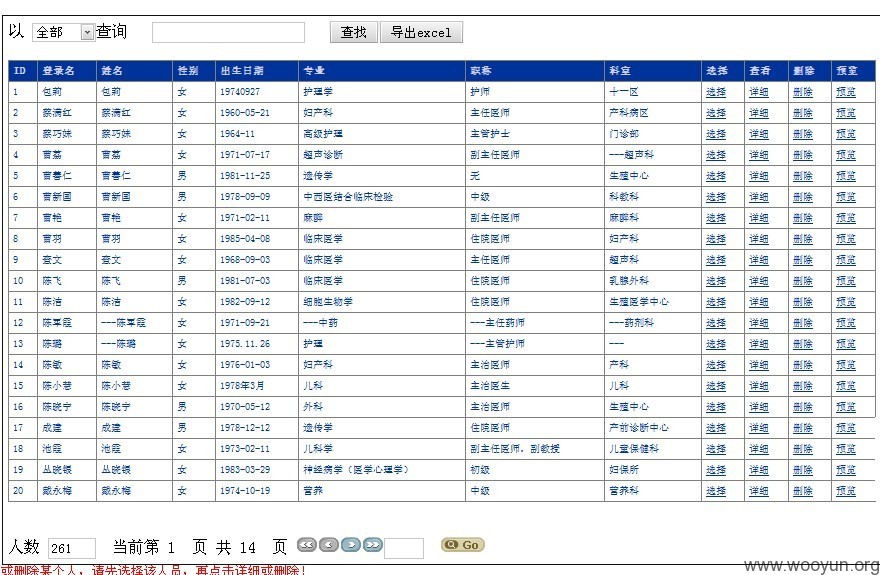 以 全部 查询 查找 导出excel
ID 登录名 姓名 性别 出生日期 专业 职称 科室 选择 查看 删除 预览
1 包莉 包莉 女 19740927 护理学 护师 十一区 选择 详细 删除 预览
2 蔡满红 蔡满红 女 1960-05-21 妇产科 主任医师 产科病区 选择 详细 删除 预览
3 蔡巧妹 蔡巧妹 女 1964-11 高级护理 主管护士 门诊部 选择 详细 删除 预览
4 曹荔 曹荔 女 1971-07-17 超声诊断 副主任医师 ---超声科 选择 详细 删除 预览
5 曹善仁 曹善仁 男 1981-11-25 遗传学 无 生殖中心 选择 详细 删除 预览
6 曹新国 曹新国 男 1978-09-09 中西医结合临床检验 中级 科教科 选择 详细 删除 预览
7 曹艳 曹艳 女 1971-02-11 麻醉 副主任医师 麻醉科 选择 详细 删除 预览
8 曹羽 曹羽 女 1985-04-08 临床医学 住院医师 妇产科 选择 详细 删除 预览
9 查文 查文 女 1968-09-03 临床医学 主任医师 超声科 选择 详细 删除 预览
10 陈飞 陈飞 男 1981-07-03 临床医学 住院医师 乳腺外科 选择 详细 删除 预览
11 陈洁 陈洁 女 1982-09-12 细胞生物学 住院医师 生殖医学中心 选择 详细 删除 预览
12 陈军霞 ---陈军霞 女 1971-09-21 ---中药 ---主任药师 ---药剂科 选择 详细 删除 预览
13 陈璐 ---陈璐 女 1975.11.26 护理 ---主管护师 --- 选择 详细 删除 预览
14 陈敏 陈敏 女 1976-01-03 妇产科 主治医师 产科 选择 详细 删除 预览
15 陈小慧 陈小慧 女 1978年3月 儿科 主治医生 儿科 选择 详细 删除 预览
16 陈晓宁 陈晓宁 男 1970-05-12 外科 主治医师 生殖中心 选择 详细 删除 预览
17 成建 成建 男 1978-12-12 遗传学 住院医师 产前诊断中心 选择 详细 删除 预览
18 池霞 池霞 女 1973-02-11 儿科学 副主任医师，副教授 儿童保健科 选择 详细 删除 预览
19 丛晓银 丛晓银 女 1983-03-29 神经病学（医学心理学） 初级 妇保所 选择 详细 删除 预览
20 戴永梅 戴永梅 女 1974-10-19 营养 中级 营养科 选择 详细 删除 预览
人数 261 当前第 1 页 共 14 页 Go
www.wooyun.org
或删除某个人，请先选择该人员，再点击详细或删除！